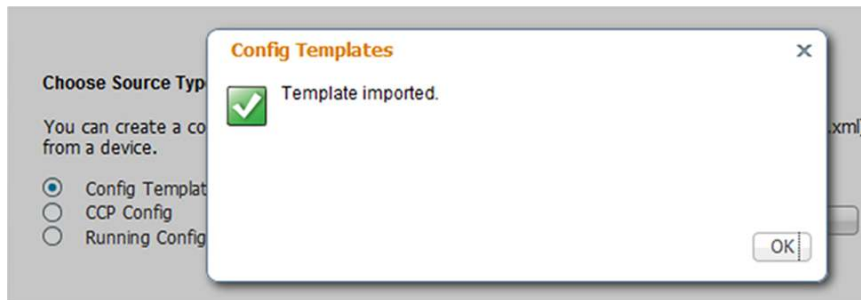 Config Templates
Template imported.
OK
Choose Source Typ
You can create a co .xml)
from a device.
Config Templat
CCP Config
Running Config